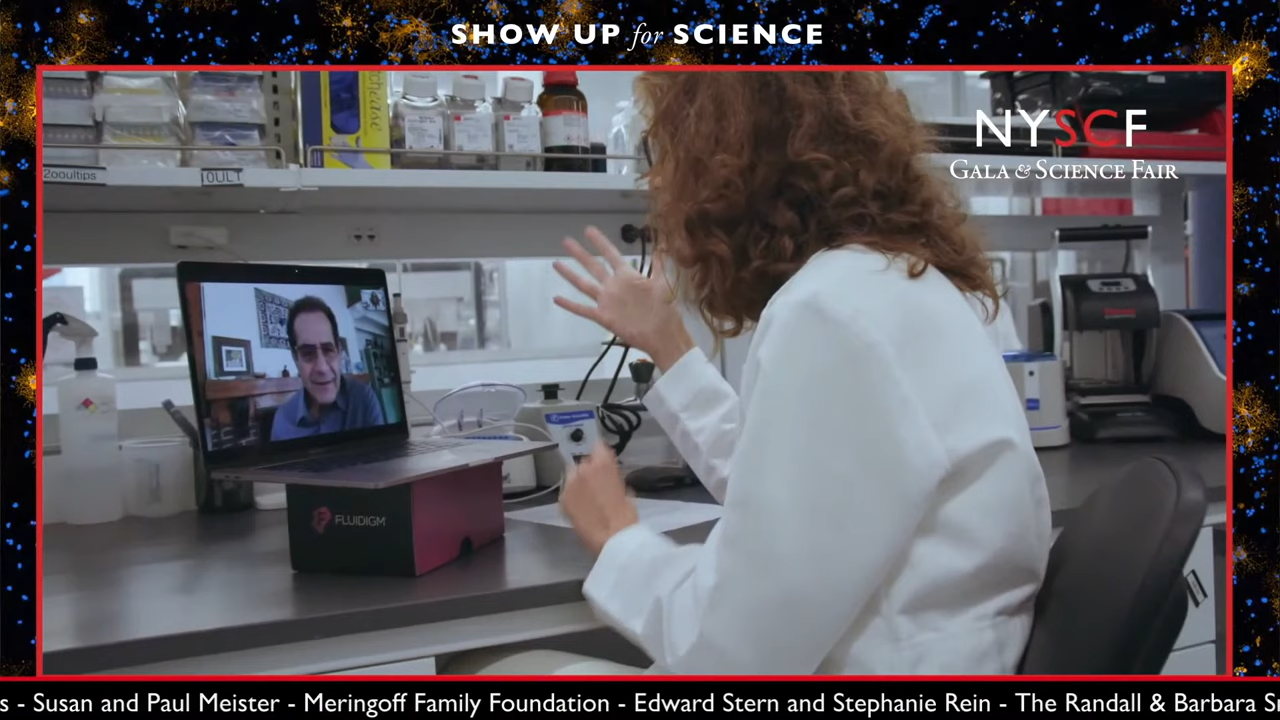 SHOW UP for SCIENCE
NYSCF
GALA & SCIENCE FAIR
200ultips
10ULT
FLUIDIGM
s - Susan and Paul Meister - Meringoff Family Foundation - Edward Stern and Stephanie Rein - The Randall & Barbara S